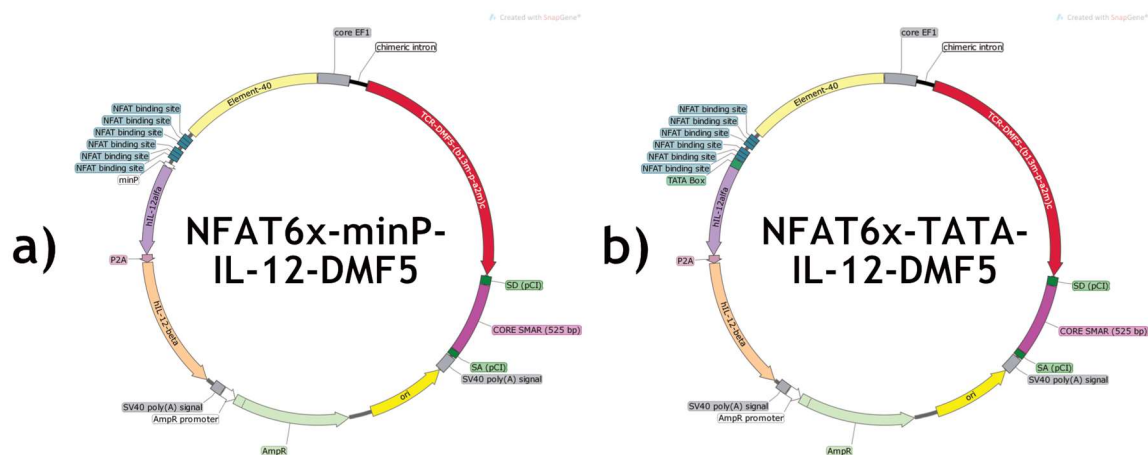 Created with SnapGene®
core EF1
chimeric intron
Element-40
NFAT binding site
NFAT binding site
NFAT binding site
NFAT binding site
NFAT binding site
NFAT binding site
minP
TCR-DMF5-(b13m-p-a2m)c
hIL-12alfa
a)
NFAT6x-minP-
IL-12-DMF5
P2A
SD (pCI)
hIL-12-beta
CORE SMAR (525 bp)
SA (pCI)
SV40 poly(A) signal
ori
SV40 poly(A) signal
AmpR promoter
AmpR
Created with SnapGene®
core EF1
chimeric intron
Element-40
NFAT binding site
NFAT binding site
NFAT binding site
NFAT binding site
NFAT binding site
NFAT binding site
TATA Box
TCR-DMF5-(b13m-p-a2m)c
hIL-12alfa
b)
NFAT6x-TATA-
IL-12-DMF5
P2A
SD (pCI)
hIL-12-beta
CORE SMAR (525 bp)
SA (pCI)
SV40 poly(A) signal
ori
SV40 poly(A) signal
AmpR promoter
AmpR